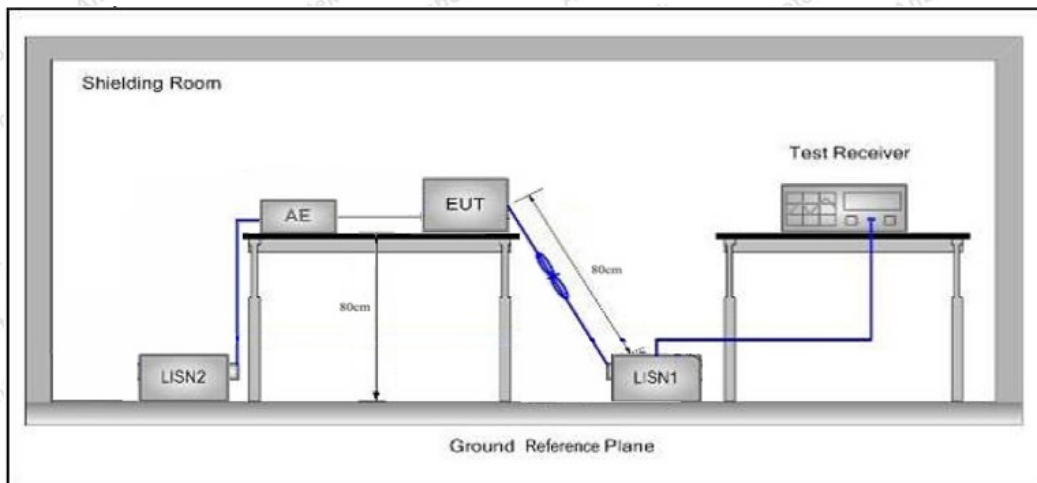 Shielding Room
Test Receiver
AE
EUT
80cm
80cm
LISN2
LISN1
Ground Reference Plane